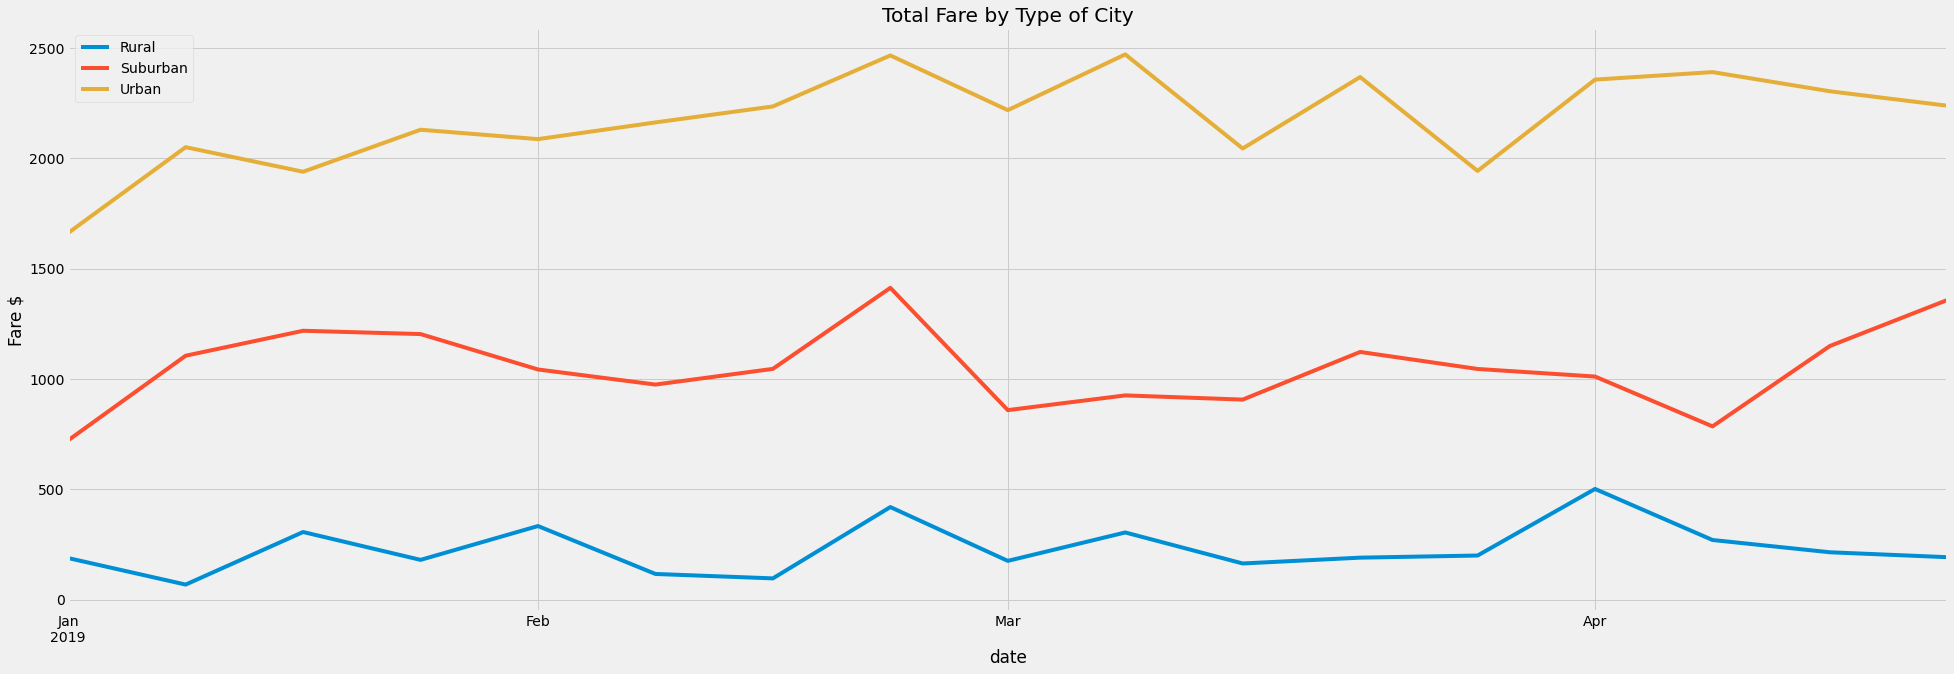 Total Fare by Type of City
Rural
Suburban
Urban
Fare $
2500
2000
1500
1000
500
0
Jan
2019
Feb
Mar
Apr
date